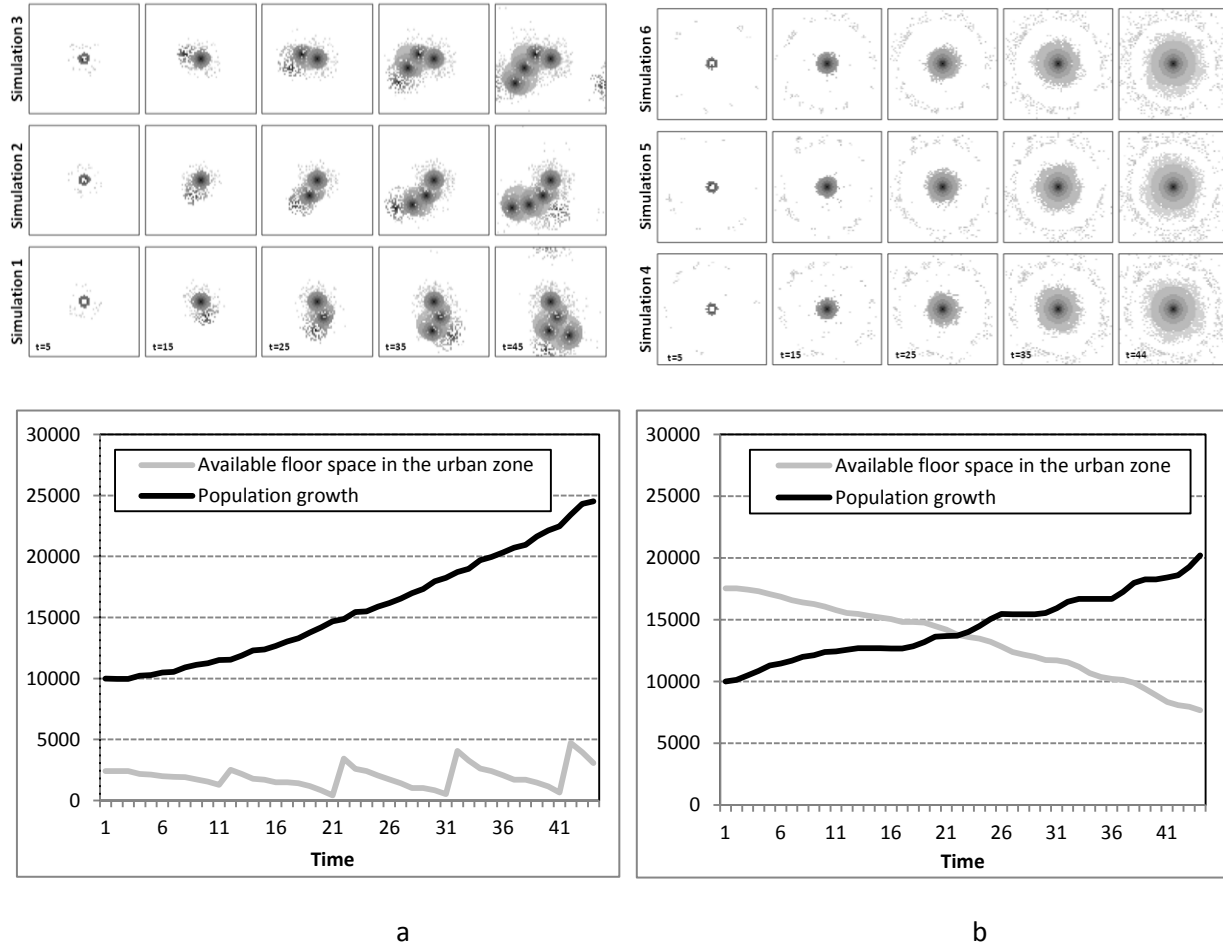 Simulation 3
Simulation 2
Simulation 1
t=5
t=15
t=25
t=35
t=45
Simulation 6
Simulation 5
Simulation 4
t=5
t=15
t=25
t=35
t=44
30000
25000
20000
15000
10000
5000
0
Available floor space in the urban zone
Population growth
1 6 11 16 21 26 31 36 41
Time
a
30000
25000
20000
15000
10000
5000
0
Available floor space in the urban zone
Population growth
1 6 11 16 21 26 31 36 41
Time
b